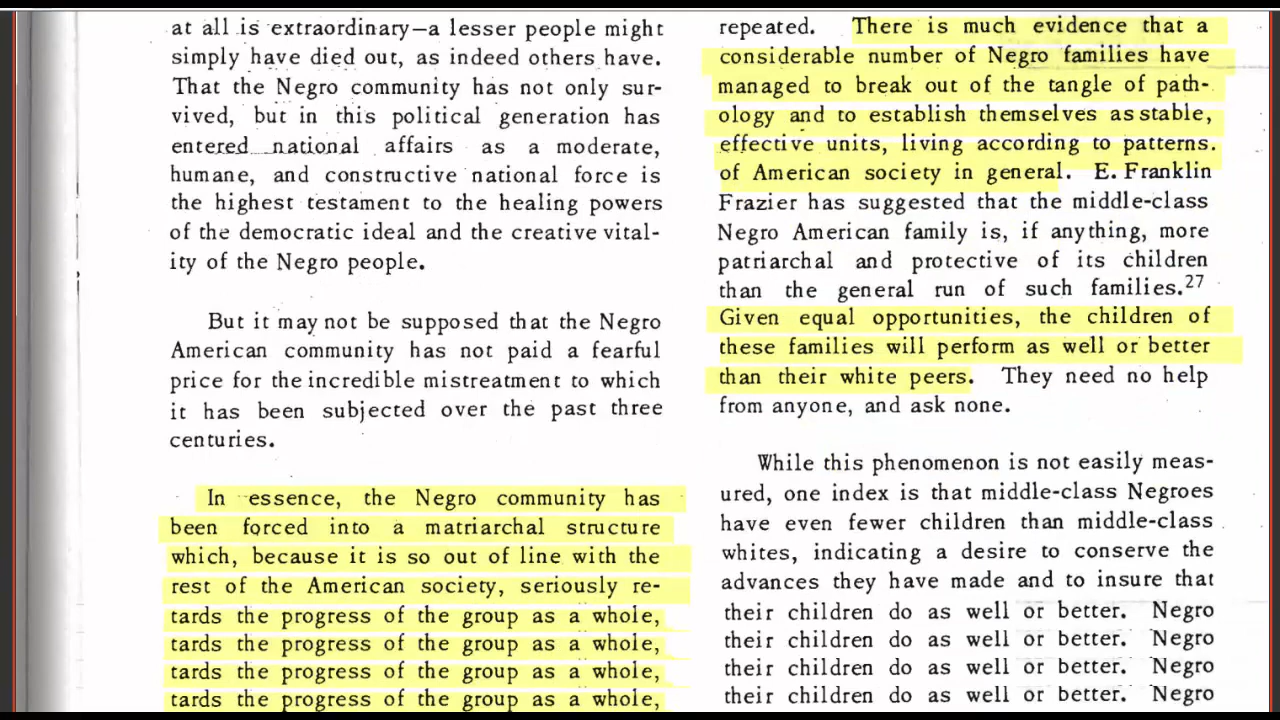 at all is extraordinary—a lesser people might
simply have died out, as indeed others have.
That the Negro community has not only sur-
vived, but in this political generation has
entered national affairs as a moderate,
humane, and constructive national force is
the highest testament to the healing powers
of the democratic ideal and the creative vital-
ity of the Negro people.
But it may not be supposed that the Negro
American community has not paid a fearful
price for the incredible mistreatment to which
it has been subjected over the past three
centuries.
In essence, the Negro community has
been forced into a matriarchal structure
which, because it is so out of line with the
rest of the American society, seriously re-
tards the progress of the group as a whole,
tards the progress of the group as a whole,
tards the progress of the group as a whole,
tards the progress of the group as a whole,
repeated. There is much evidence that a
considerable number of Negro families have
managed to break out of the tangle of path-
ology and to establish themselves as stable,
effective units, living according to patterns.
of American society in general. E. Franklin
Frazier has suggested that the middle-class
Negro American family is, if anything, more
patriarchal and protective of its children
than the general run of such families.27
Given equal opportunities, the children of
these families will perform as well or better
than their white peers. They need no help
from anyone, and ask none.
While this phenomenon is not easily meas-
ured, one index is that middle-class Negroes
have even fewer children than middle-class
whites, indicating a desire to conserve the
advances they have made and to insure that
their children do as well or better. Negro
their children do as well or better. Negro
their children do as well or better. Negro
their children do as well or better. Negro